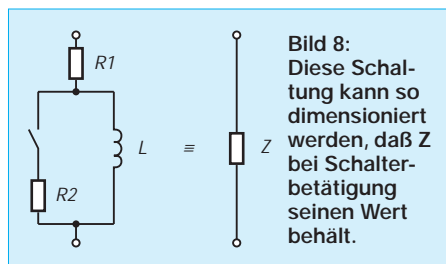 R1
L
≡
Z
R2
Bild 8:
Diese Schal-
tung kann so
dimensioniert
werden, daß Z
bei Schalter-
betätigung
seinen Wert
behält.